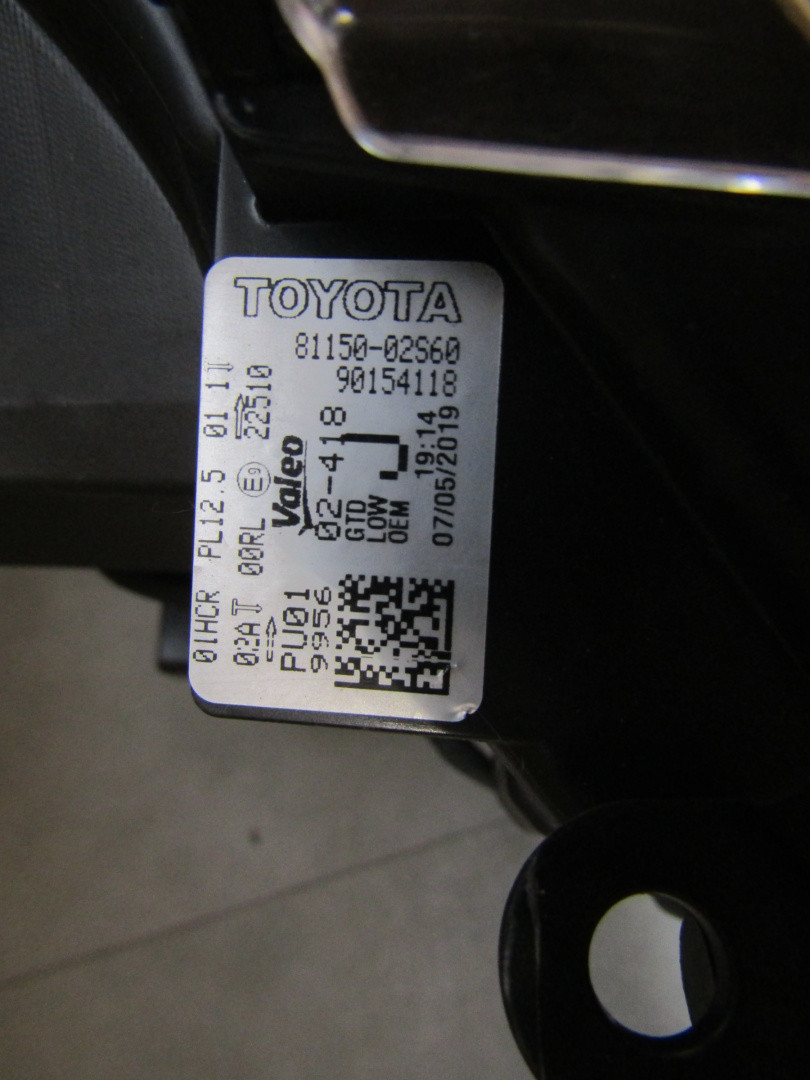 TOYOTA
81150-02S60
90154118
01HCR PL12.5 01 1
02A 00RL E9 22510
Valeo
02-418
GTD
LOW
OEM
19:14
07/05/2019
PU01
9956